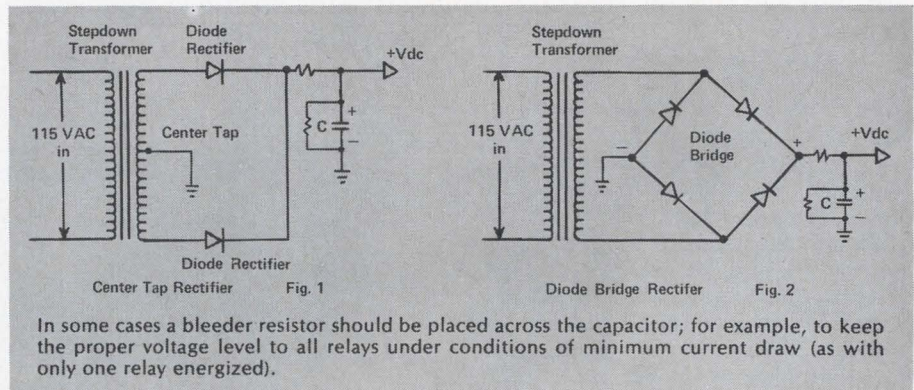 Stepdown
Transformer
Diode
Rectifier
+Vdc
115 VAC
in
Center Tap
C
+
−
Diode Rectifier
Center Tap Rectifier
Fig. 1
Stepdown
Transformer
115 VAC
in
−
Diode
Bridge
+
+Vdc
C
+
−
Diode Bridge Rectifer
Fig. 2
In some cases a bleeder resistor should be placed across the capacitor; for example, to keep
the proper voltage level to all relays under conditions of minimum current draw (as with
only one relay energized).